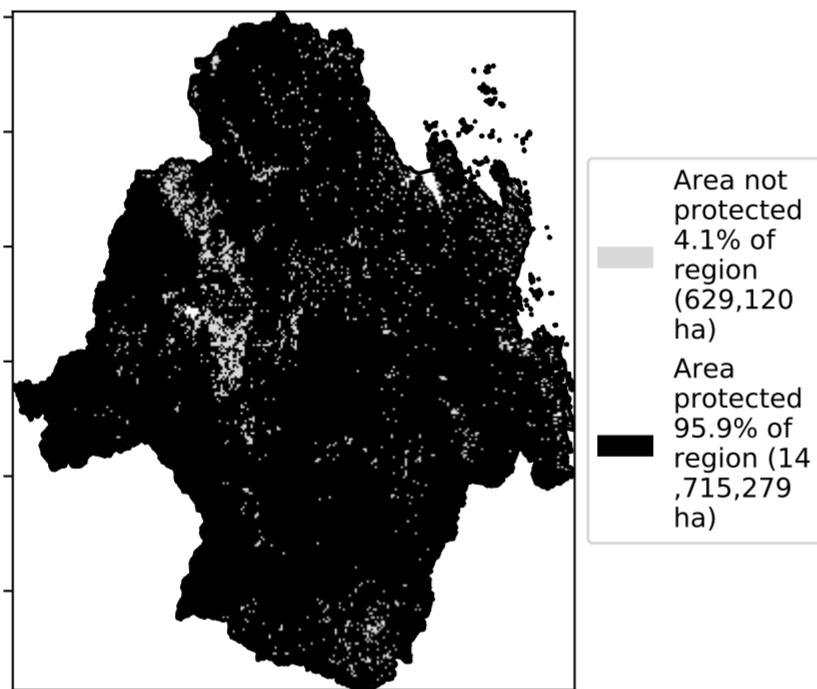 Area not
protected
4.1% of
region
(629,120
ha)
Area
protected
95.9% of
region (14
,715,279
ha)